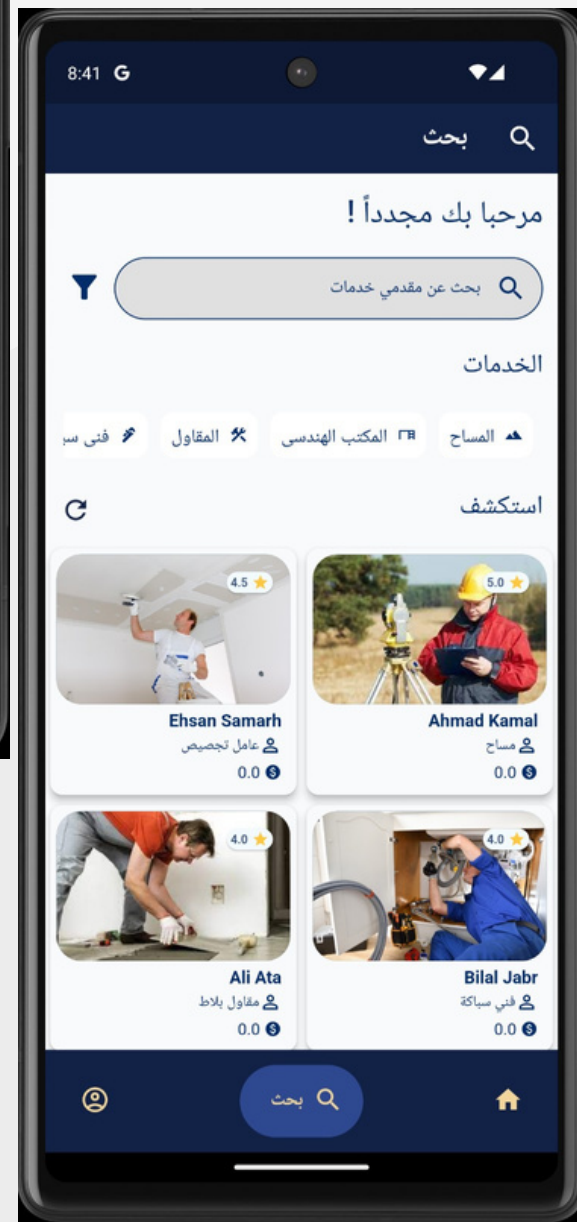 8:41 G
بحث
مرحبا بك مجدداً !
بحث عن مقدمي خدمات
الخدمات
المساح
المكتب الهندسى
المقاول
فنى
استكشف
5.0
Ahmad Kamal
مساح
0.0
4.5
Ehsan Samarh
عامل تجصيص
0.0
4.0
Bilal Jabr
فني سباكة
0.0
4.0
Ali Ata
مقاول بلاط
0.0
بحث